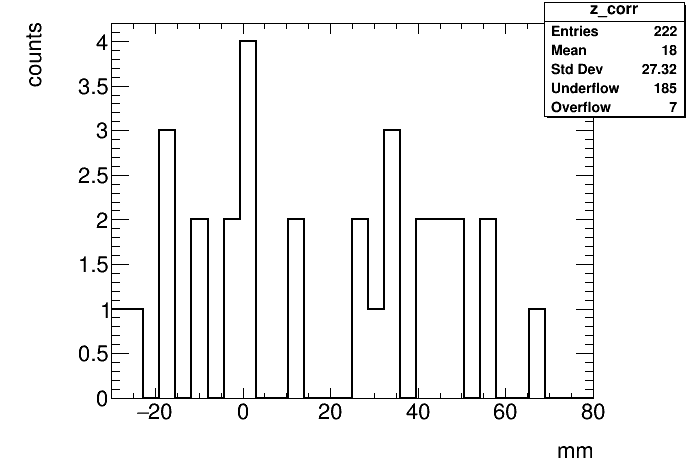 z_corr
Entries 222
Mean 18
Std Dev 27.32
Underflow 185
Overflow 7
counts
4
3.5
3
2.5
2
1.5
1
0.5
0
−20 0 20 40 60 80
mm